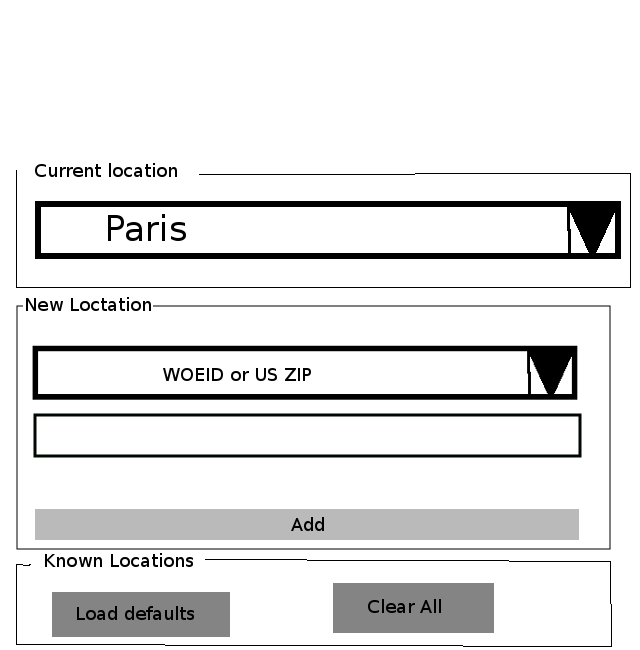 Current location
Paris
New Loctation
WOEID or US ZIP
Add
Known Locations
Load defaults
Clear All